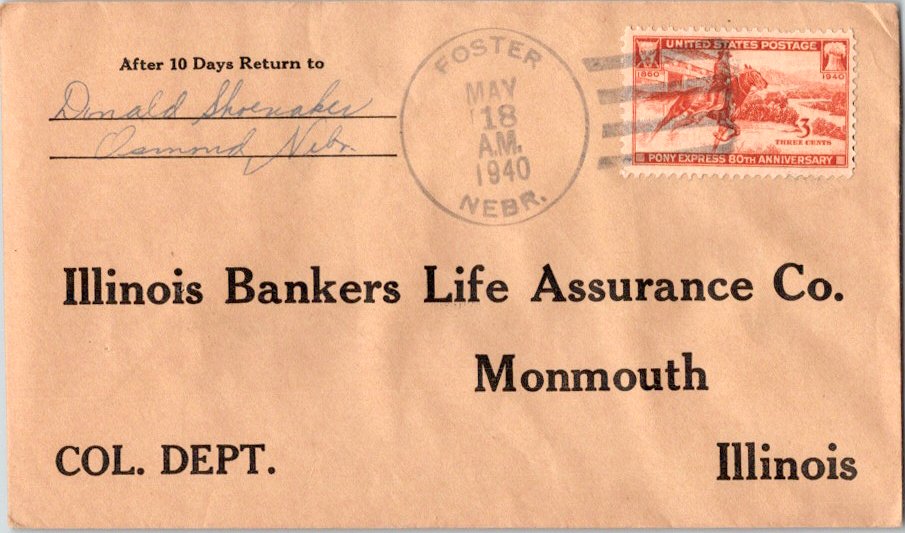 After 10 Days Return to
Donald Shoemaker
Osmond, Nebr.
FOSTER
MAY
18
A.M.
1940
NEBR.
UNITED STATES POSTAGE
1860
1940
3
THREE CENTS
PONY EXPRESS 80TH ANNIVERSARY
Illinois Bankers Life Assurance Co.
Monmouth
COL. DEPT.
Illinois